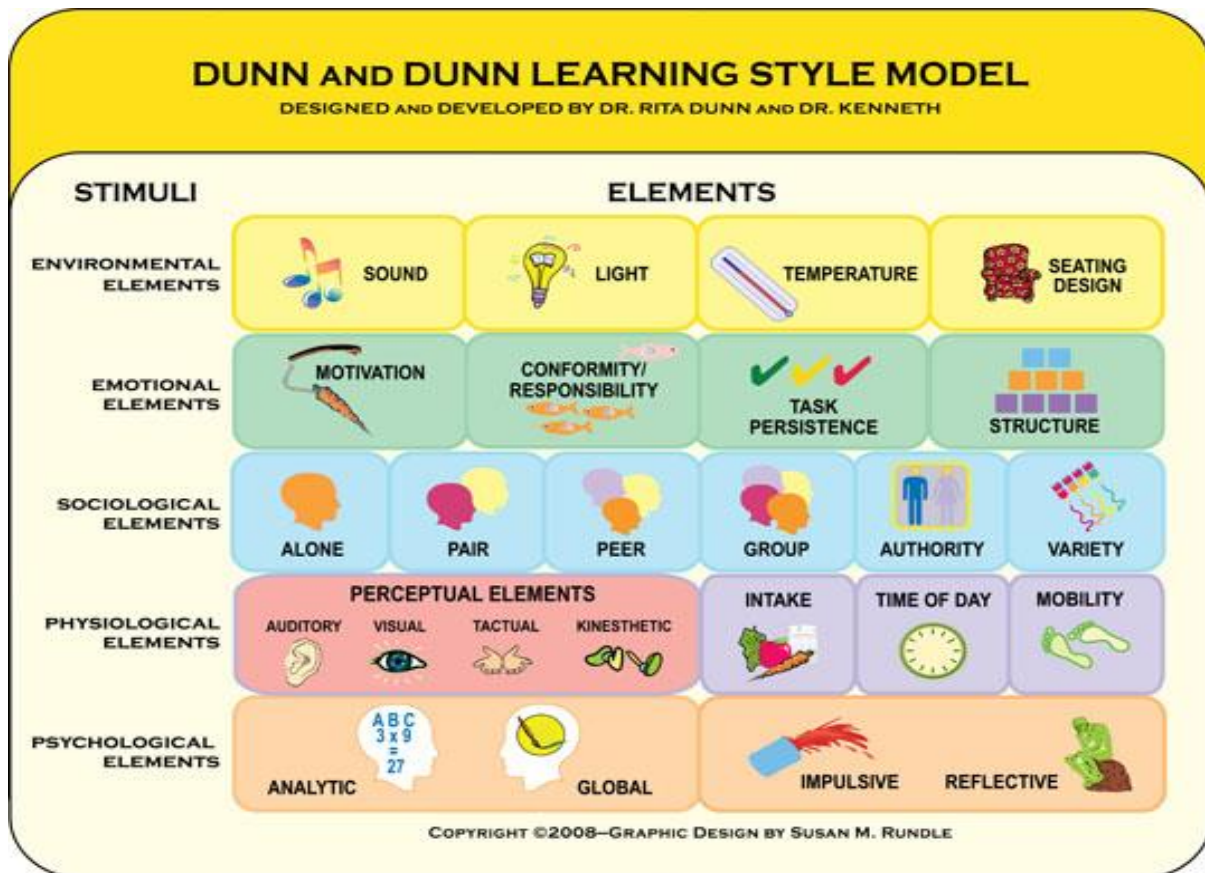 DUNN AND DUNN LEARNING STYLE MODEL
DESIGNED AND DEVELOPED BY DR. RITA DUNN AND DR. KENNETH
STIMULI ELEMENTS
ENVIRONMENTAL
ELEMENTS
SOUND
LIGHT
TEMPERATURE
SEATING
DESIGN
EMOTIONAL
ELEMENTS
MOTIVATION
CONFORMITY/
RESPONSIBILITY
TASK
PERSISTENCE
STRUCTURE
SOCIOLOGICAL
ELEMENTS
ALONE
PAIR
PEER
GROUP
AUTHORITY
VARIETY
PHYSIOLOGICAL
ELEMENTS
PERCEPTUAL ELEMENTS
AUDITORY
VISUAL
TACTUAL
KINESTHETIC
INTAKE
TIME OF DAY
MOBILITY
PSYCHOLOGICAL
ELEMENTS
ANALYTIC
A B C
3 x 9
=
27
GLOBAL
IMPULSIVE
REFLECTIVE
COPYRIGHT ©2008–GRAPHIC DESIGN BY SUSAN M. RUNDLE